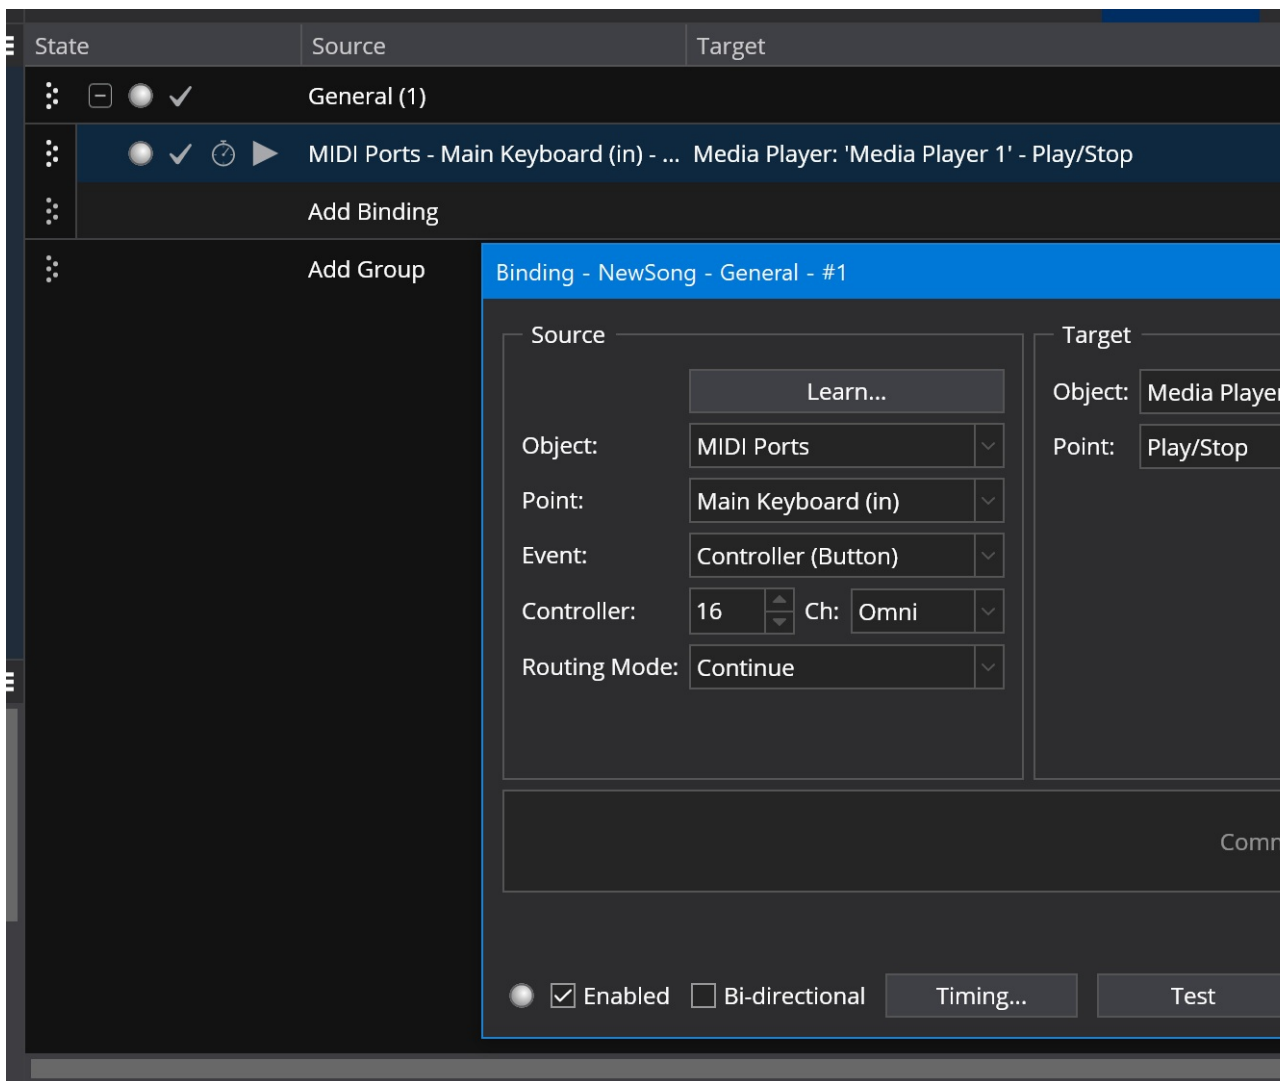 State Source Target
General (1)
MIDI Ports - Main Keyboard (in) - ... Media Player: 'Media Player 1' - Play/Stop
Add Binding
Add Group
Binding - NewSong - General - #1
Source Target
Learn...
Object: MIDI Ports Object: Media Player
Point: Main Keyboard (in) Point: Play/Stop
Event: Controller (Button)
Controller: 16 Ch: Omni
Routing Mode: Continue
Comm
Enabled Bi-directional Timing... Test